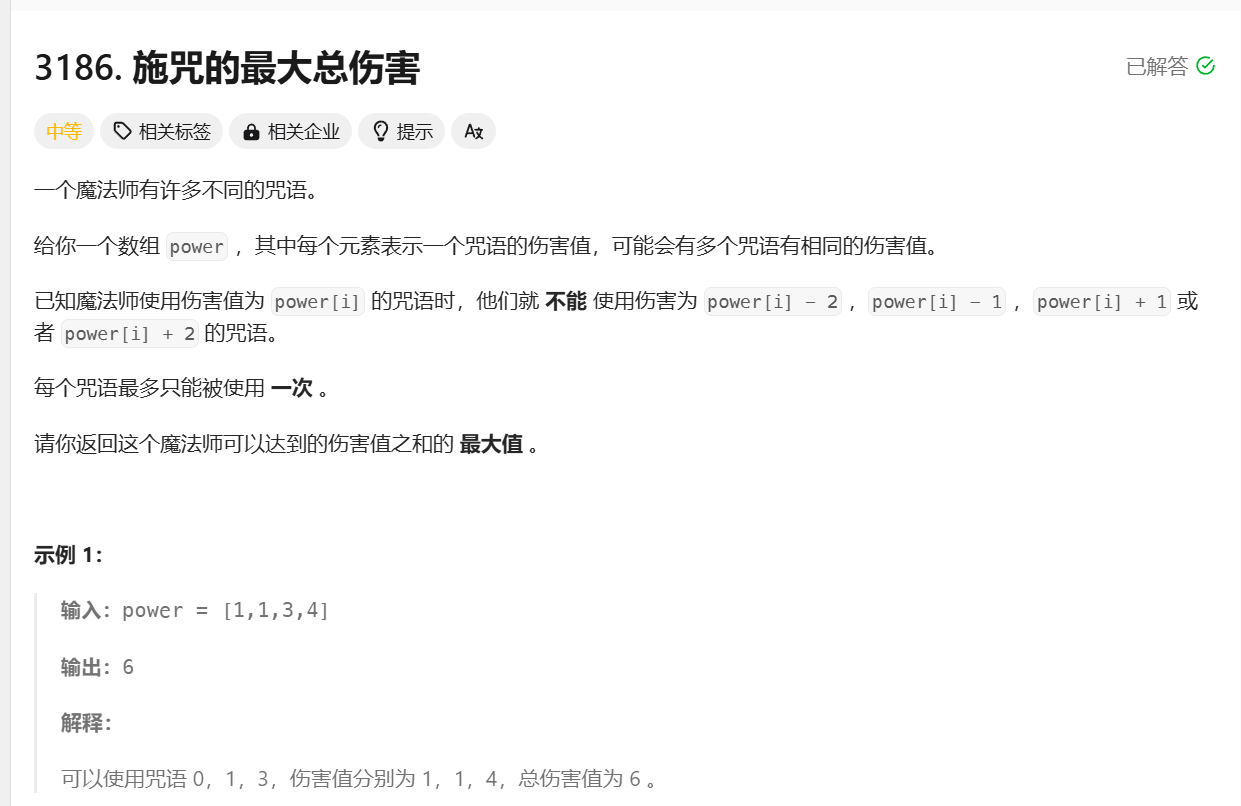 3186. 施咒的最大总伤害
已解答
中等 相关标签 相关企业 提示 A文
一个魔法师有许多不同的咒语。
给你一个数组 power ，其中每个元素表示一个咒语的伤害值，可能会有多个咒语有相同的伤害值。
已知魔法师使用伤害值为 power[i] 的咒语时，他们就 不能 使用伤害为 power[i] - 2 ，power[i] - 1 ，power[i] + 1 或
者 power[i] + 2 的咒语。
每个咒语最多只能被使用 一次 。
请你返回这个魔法师可以达到的伤害值之和的 最大值 。
示例 1：
输入：power = [1,1,3,4]
输出：6
解释：
可以使用咒语 0，1，3，伤害值分别为 1，1，4，总伤害值为 6 。